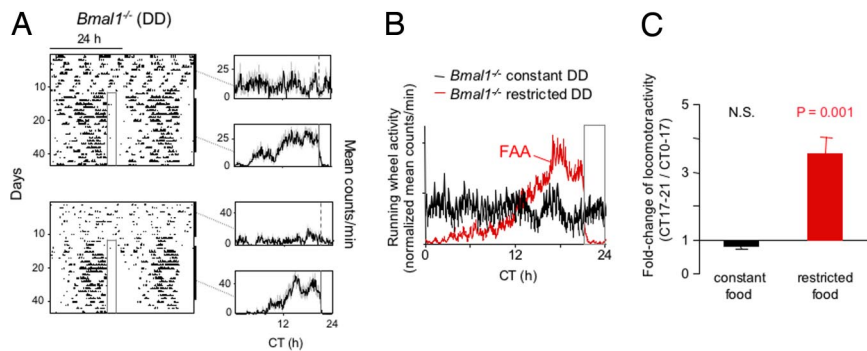 A
Bmal1-/- (DD)
24 h
Days
10
20
40
10
20
40
25
0
25
0
40
0
40
0
12
24
CT (h)
Mean counts/min
B
Bmal1-/- constant DD
Bmal1-/- restricted DD
FAA
Running wheel activity
(normalized mean counts/min)
0
12
24
CT (h)
C
N.S.
P = 0.001
Fold-change of locomotoractivity
(CT17-21 / CT0-17)
5
4
3
2
1
1
0
constant
food
restricted
food